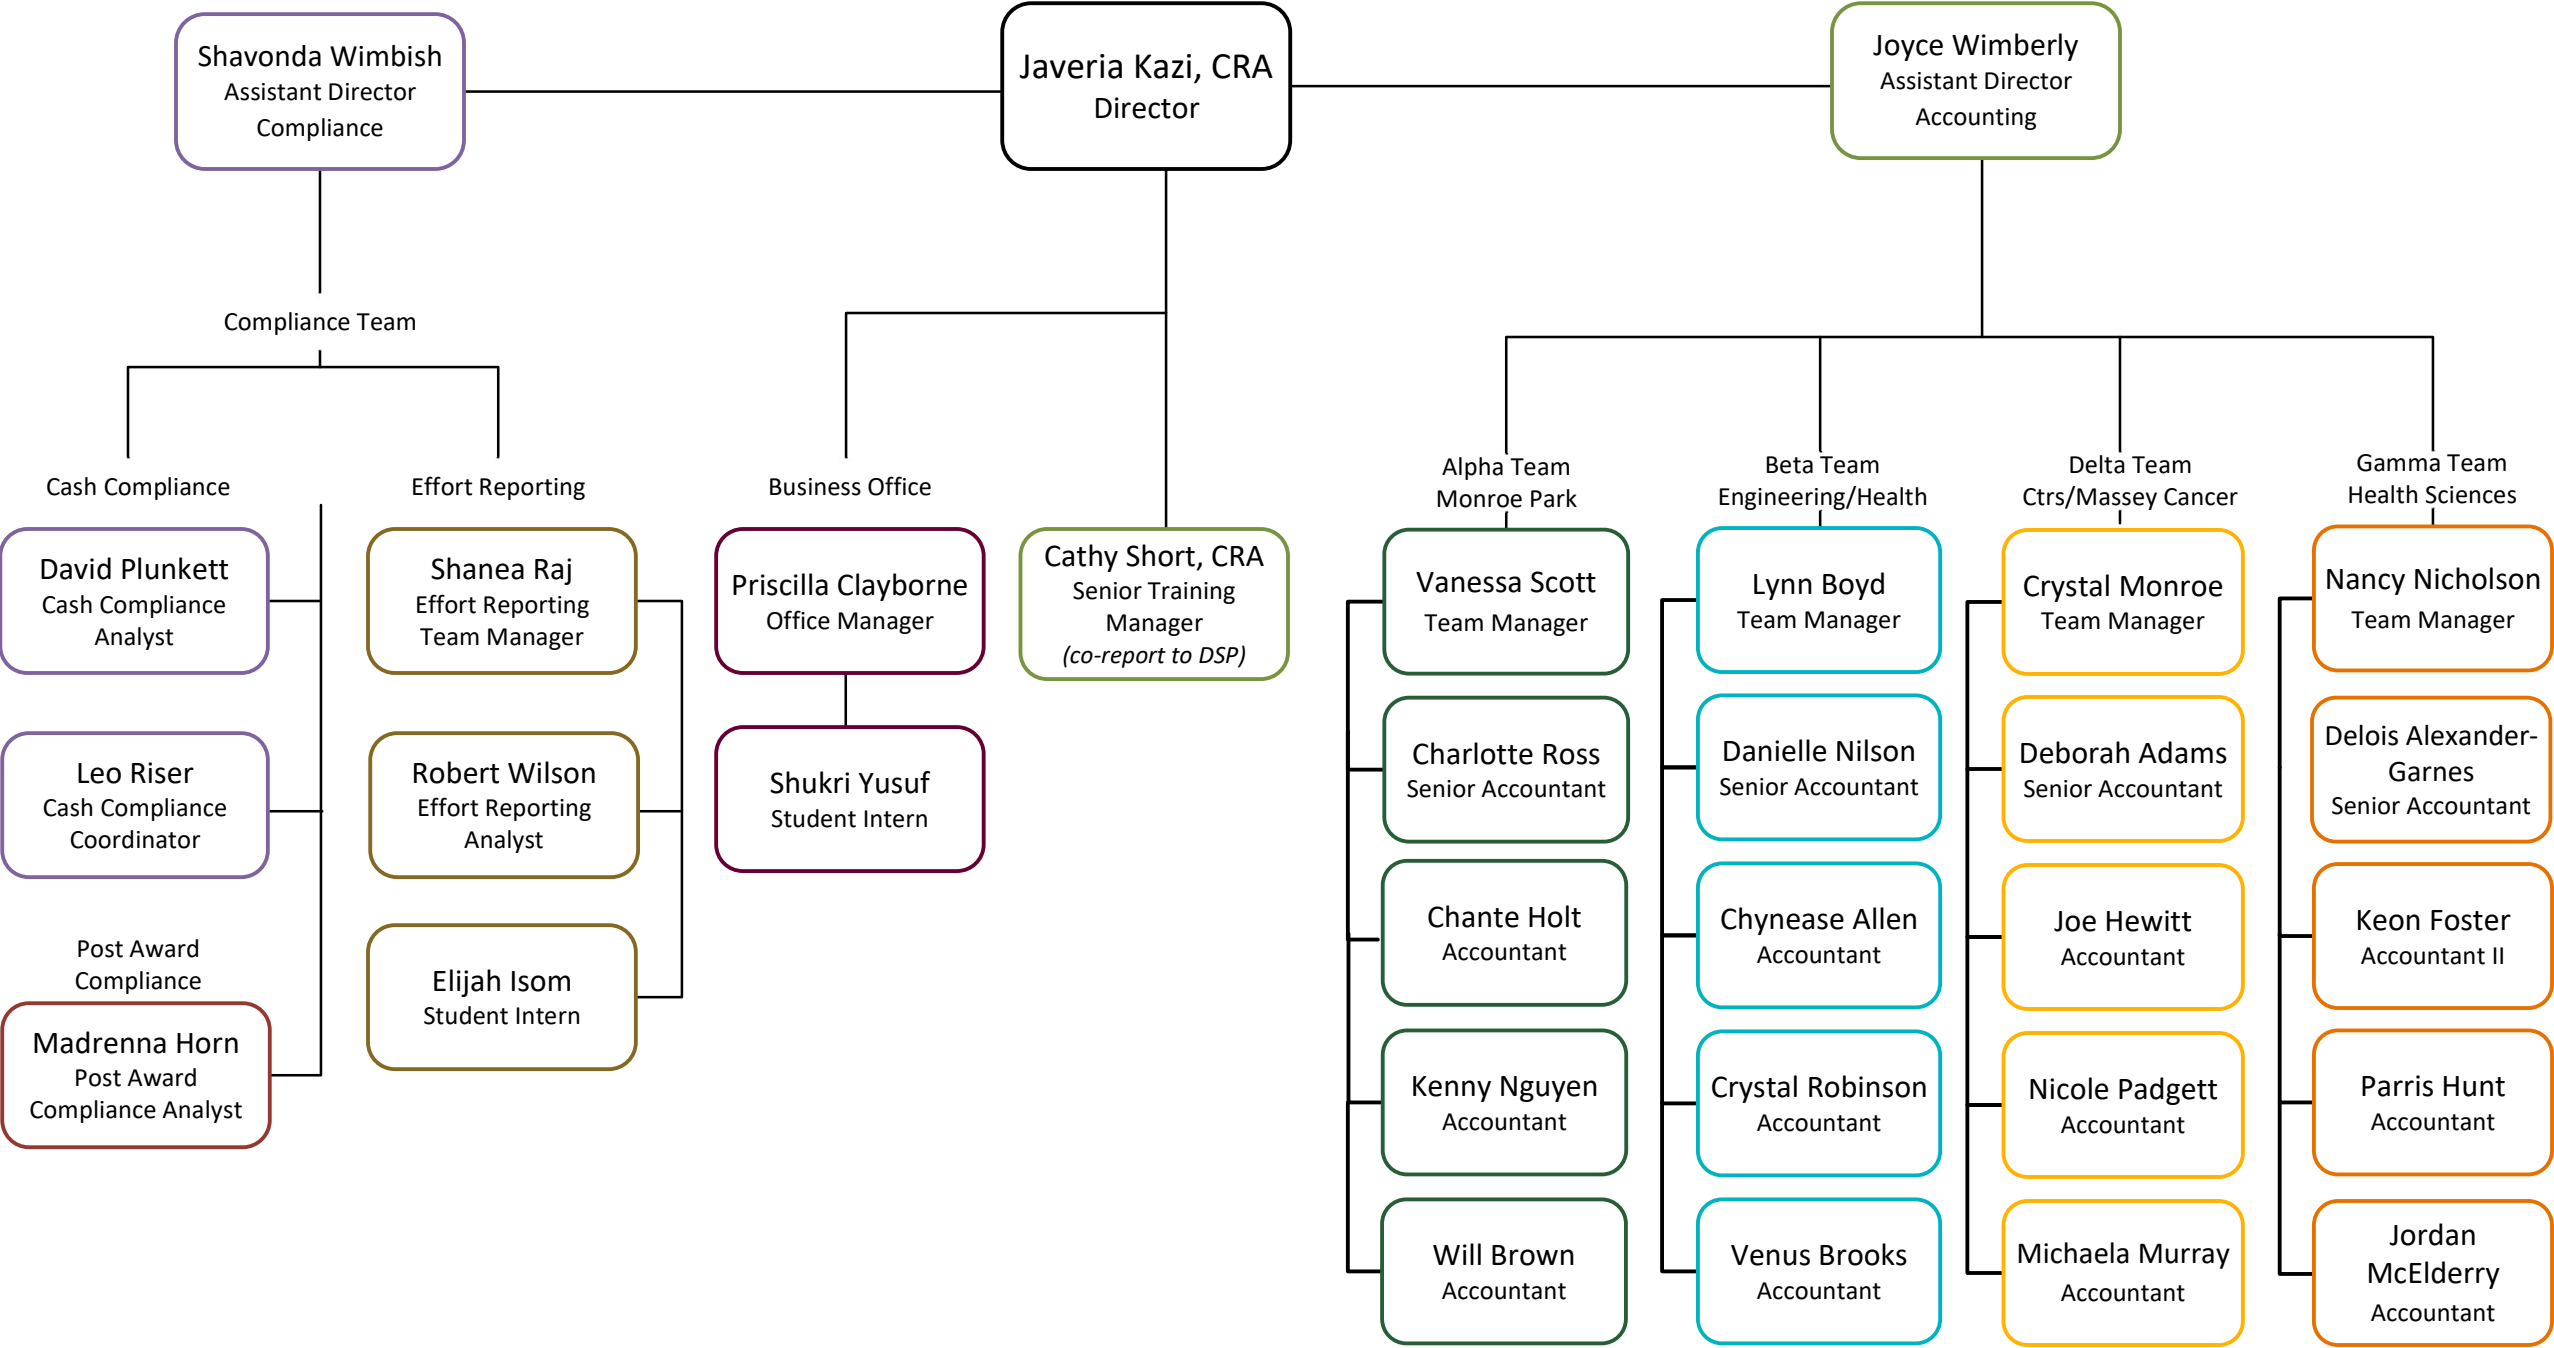 Shavonda Wimbish
Assistant Director
Compliance
Javeria Kazi, CRA
Director
Joyce Wimberly
Assistant Director
Accounting
Compliance Team
Cash Compliance
David Plunkett
Cash Compliance
Analyst
Leo Riser
Cash Compliance
Coordinator
Post Award
Compliance
Madrenna Horn
Post Award
Compliance Analyst
Effort Reporting
Shanea Raj
Effort Reporting
Team Manager
Robert Wilson
Effort Reporting
Analyst
Elijah Isom
Student Intern
Business Office
Priscilla Clayborne
Office Manager
Shukri Yusuf
Student Intern
Cathy Short, CRA
Senior Training
Manager
(co-report to DSP)
Alpha Team
Monroe Park
Vanessa Scott
Team Manager
Charlotte Ross
Senior Accountant
Chante Holt
Accountant
Kenny Nguyen
Accountant
Will Brown
Accountant
Beta Team
Engineering/Health
Lynn Boyd
Team Manager
Danielle Nilson
Senior Accountant
Chynease Allen
Accountant
Crystal Robinson
Accountant
Venus Brooks
Accountant
Delta Team
Ctrs/Massey Cancer
Crystal Monroe
Team Manager
Deborah Adams
Senior Accountant
Joe Hewitt
Accountant
Nicole Padgett
Accountant
Michaela Murray
Accountant
Gamma Team
Health Sciences
Nancy Nicholson
Team Manager
Delois Alexander-
Garnes
Senior Accountant
Keon Foster
Accountant II
Parris Hunt
Accountant
Jordan
McElderry
Accountant